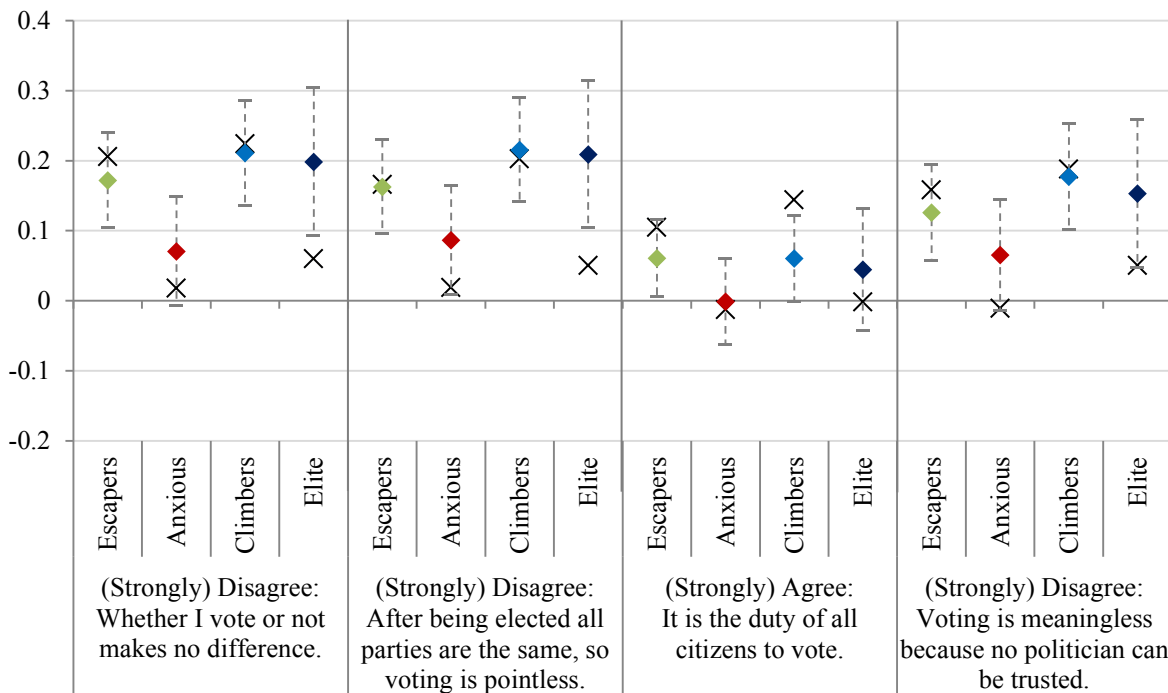 0.4
0.3
0.2
0.1
0
-0.1
-0.2
Escapers
Anxious
Climbers
Elite
Escapers
Anxious
Climbers
Elite
Escapers
Anxious
Climbers
Elite
Escapers
Anxious
Climbers
Elite
(Strongly) Disagree:
Whether I vote or not
makes no difference.
(Strongly) Disagree:
After being elected all
parties are the same, so
voting is pointless.
(Strongly) Agree:
It is the duty of all
citizens to vote.
(Strongly) Disagree:
Voting is meaningless
because no politician can
be trusted.